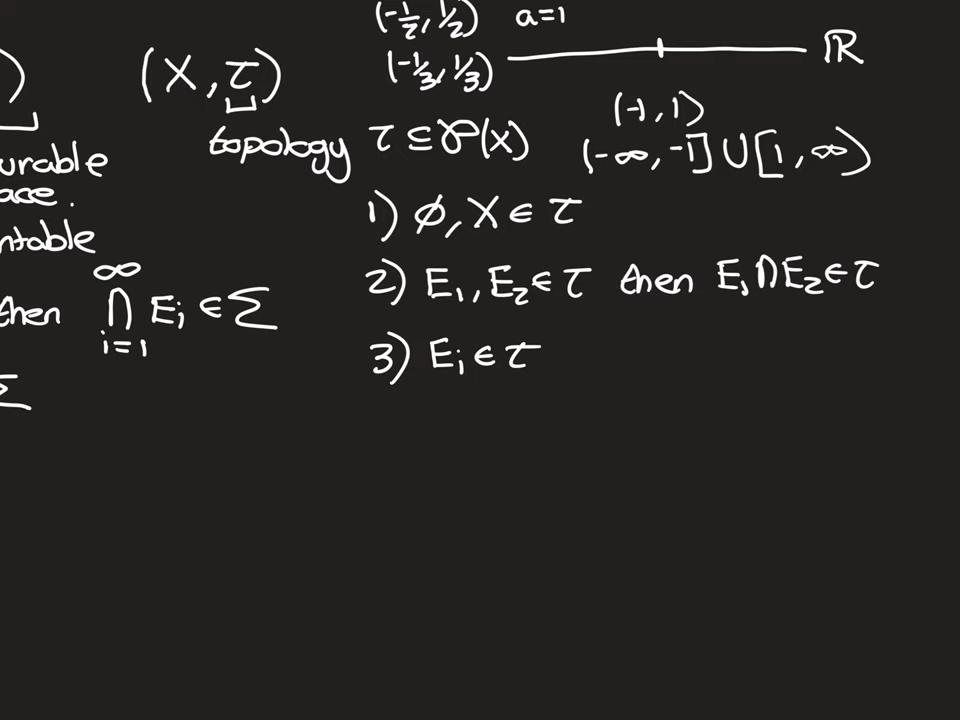 (-1/2, 1/2) a=1
(-1/3, 1/3) ℝ
) (X, τ)
(-1, 1)
topology τ ⊆ 𝒫(X) (-∞, -1] ∪ [1, ∞)
urable
ace.
1) ϕ, X ∈ τ
ntable
2) E₁, E₂ ∈ τ then E₁ ∩ E₂ ∈ τ
then ∞ ⋂ i=1 Eᵢ ∈ Σ
3) Eᵢ ∈ τ
Σ